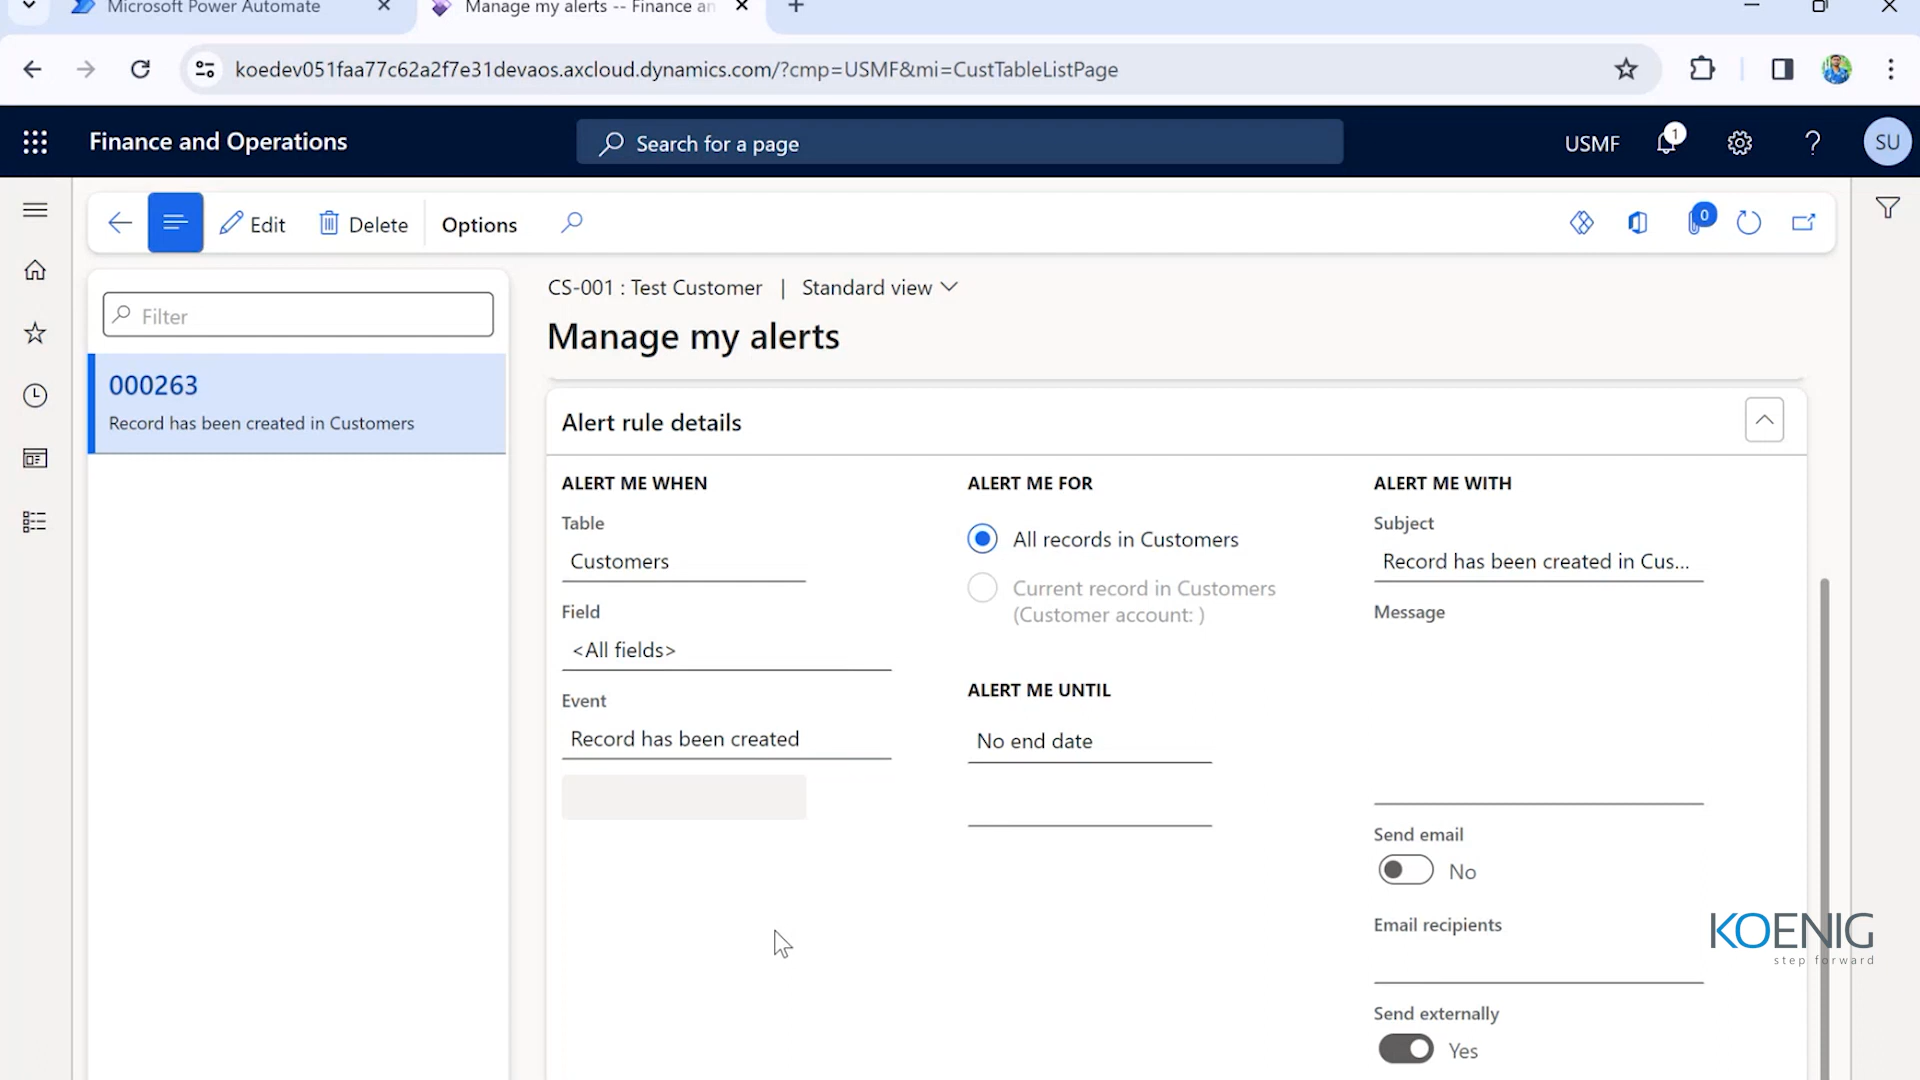 Microsoft Power Automate
Manage my alerts -- Finance an
koedev051faa77c62a2f7e31devaos.axcloud.dynamics.com/?cmp=USMF&mi=CustTableListPage
Finance and Operations
Search for a page
USMF
1
?
SU
Edit
Delete
Options
0
Filter
000263
Record has been created in Customers
CS-001 : Test Customer | Standard view
Manage my alerts
Alert rule details
ALERT ME WHEN
Table
Customers
Field
<All fields>
Event
Record has been created
ALERT ME FOR
All records in Customers
Current record in Customers
(Customer account: )
ALERT ME UNTIL
No end date
ALERT ME WITH
Subject
Record has been created in Cus...
Message
Send email
No
Email recipients
Send externally
Yes
KOENIG
step forward